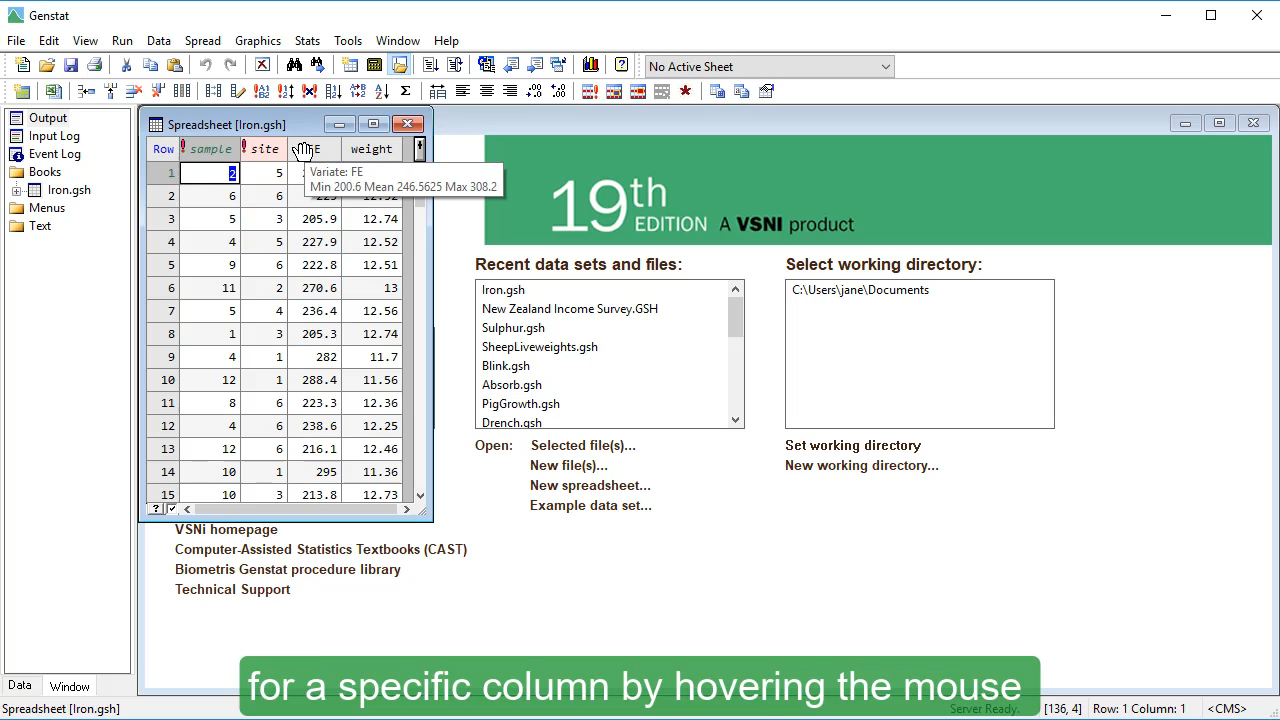 Genstat
File Edit View Run Data Spread Graphics Stats Tools Window Help
No Active Sheet
Output
Input Log
Event Log
Books
Iron.gsh
Menus
Text
Data Window
Spreadsheet [Iron.gsh]
Row sample site FE weight
1 2 5
2 6 6
3 5 3 205.9 12.74
4 4 5 227.9 12.52
5 9 6 222.8 12.51
6 11 2 270.6 13
7 5 4 236.4 12.56
8 1 3 205.3 12.74
9 4 1 282 11.7
10 12 1 288.4 11.56
11 8 6 223.3 12.36
12 4 6 238.6 12.25
13 12 6 216.1 12.46
14 10 1 295 11.36
15 10 3 213.8 12.73
Variate: FE
Min 200.6 Mean 246.5625 Max 308.2
19th
EDITION A VSNI product
Recent data sets and files:
Iron.gsh
New Zealand Income Survey.GSH
Sulphur.gsh
SheepLiveweights.gsh
Blink.gsh
Absorb.gsh
PigGrowth.gsh
Drench.gsh
Open: Selected file(s)...
New file(s)...
New spreadsheet...
Example data set...
Select working directory:
C:\Users\jane\Documents
Set working directory
New working directory...
VSNi homepage
Computer-Assisted Statistics Textbooks (CAST)
Biometris Genstat procedure library
Technical Support
for a specific column by hovering the mouse
Spreadsheet [Iron.gsh]
Server Ready.
[136, 4] Row: 1 Column: 1 <CMS>